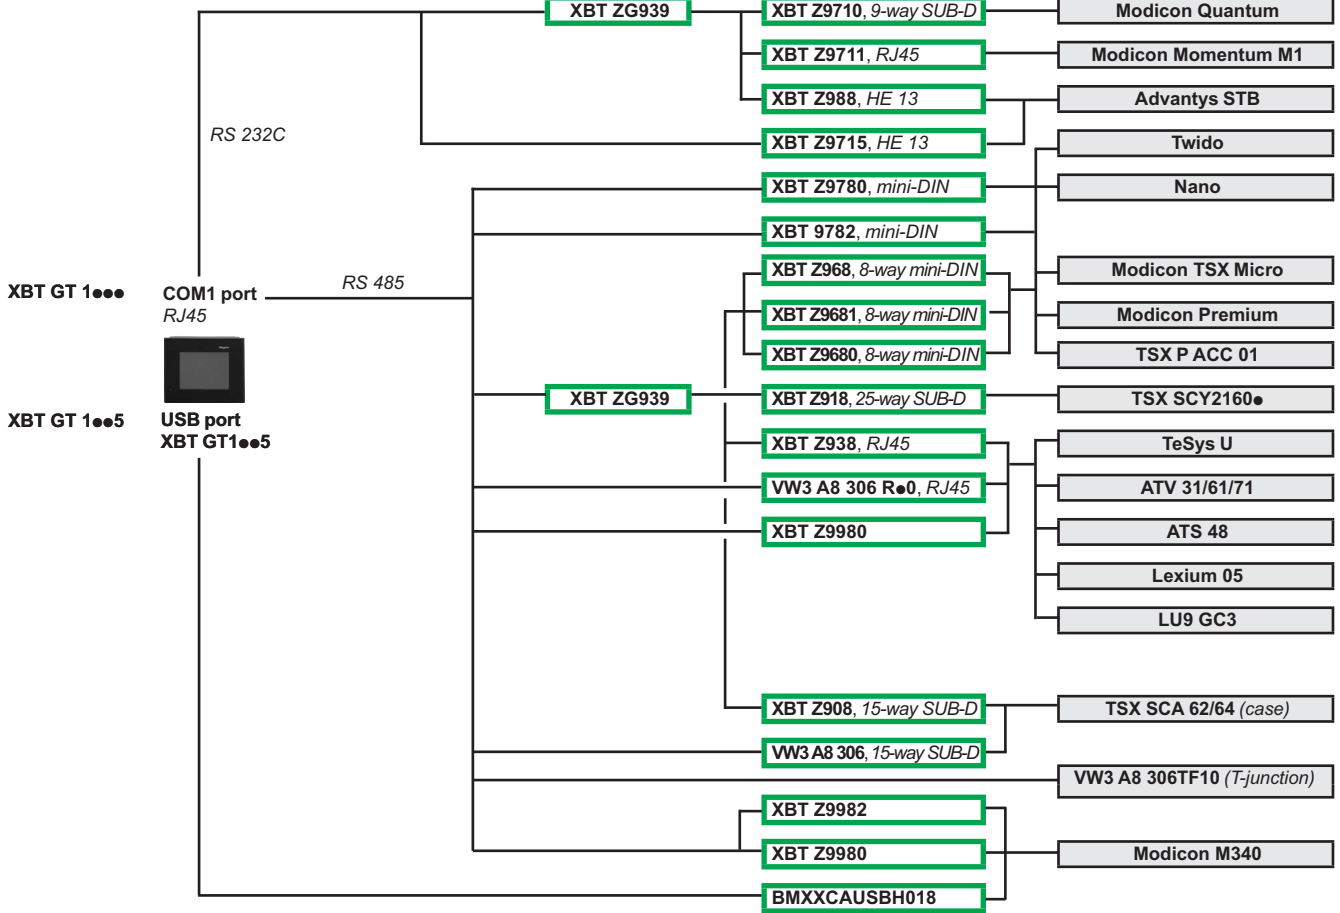 XBT ZG939
XBT Z9710, 9-way SUB-D
Modicon Quantum
XBT Z9711, RJ45
Modicon Momentum M1
XBT Z988, HE 13
Advantys STB
RS 232C
XBT Z9715, HE 13
Twido
XBT Z9780, mini-DIN
Nano
XBT 9782, mini-DIN
XBT Z968, 8-way mini-DIN
Modicon TSX Micro
XBT GT 1●●●
COM1 port
RJ45
RS 485
XBT Z9681, 8-way mini-DIN
Modicon Premium
XBT Z9680, 8-way mini-DIN
TSX P ACC 01
XBT GT 1●●5
USB port
XBT GT1●●5
XBT ZG939
XBT Z918, 25-way SUB-D
TSX SCY2160●
XBT Z938, RJ45
TeSys U
VW3 A8 306 R●0, RJ45
ATV 31/61/71
XBT Z9980
ATS 48
Lexium 05
LU9 GC3
XBT Z908, 15-way SUB-D
TSX SCA 62/64 (case)
VW3 A8 306, 15-way SUB-D
VW3 A8 306TF10 (T-junction)
XBT Z9982
XBT Z9980
Modicon M340
BMXXCAUSBH018